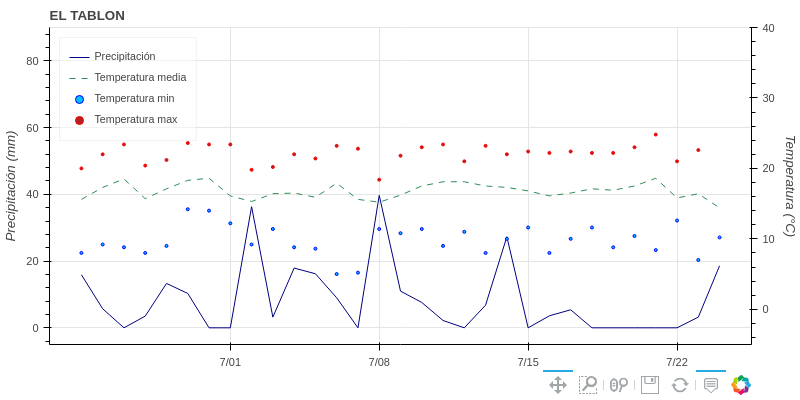 EL TABLON
Precipitación
Temperatura media
Temperatura min
Temperatura max
Precipitación (mm)
80
60
40
20
0
Temperatura (°C)
40
30
20
10
0
7/01
7/08
7/15
7/22